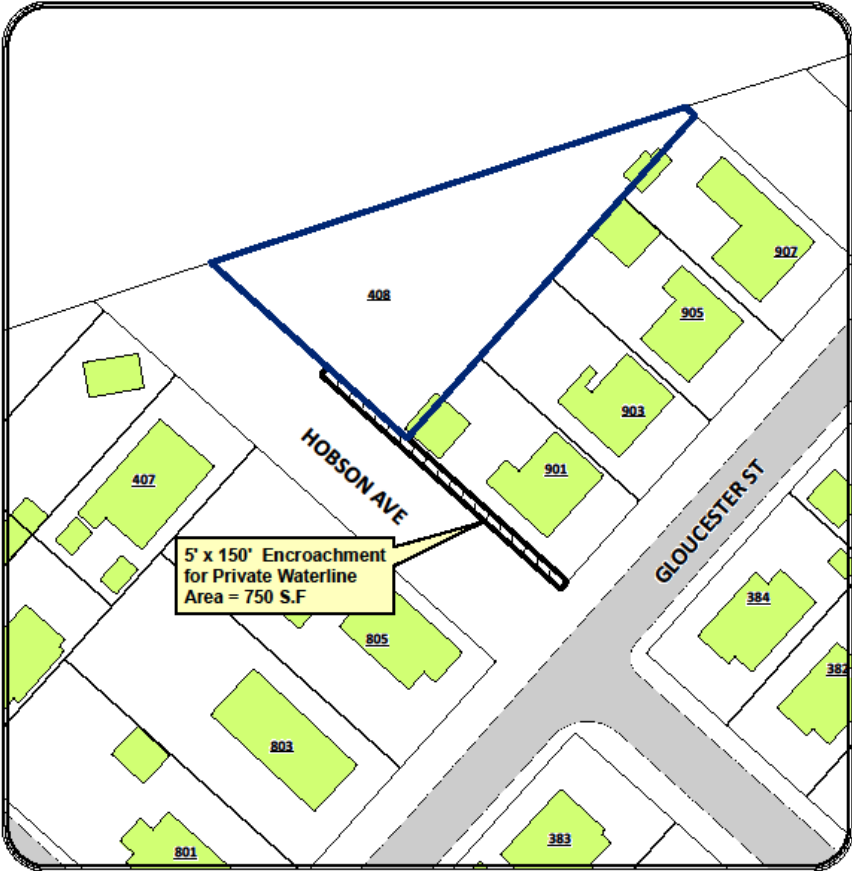 408
907
905
903
901
HOBSON AVE
GLOUCESTER ST
407
5' x 150' Encroachment
for Private Waterline
Area = 750 S.F
384
382
805
803
801
383